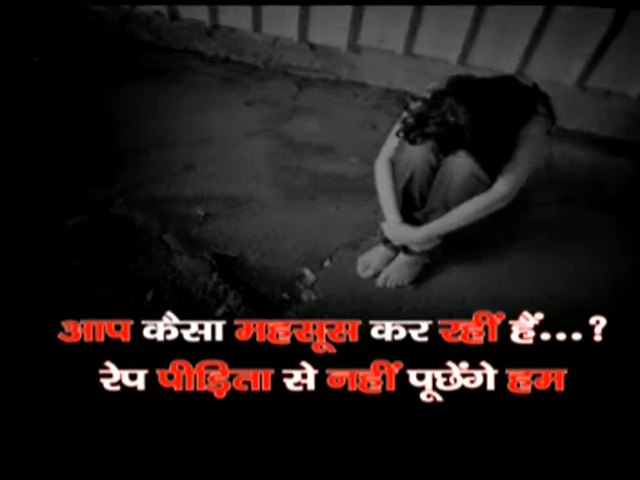 आप कैसा महसूस कर रहीं हैं...?
रेप पीड़िता से नहीं पूछेंगे हम